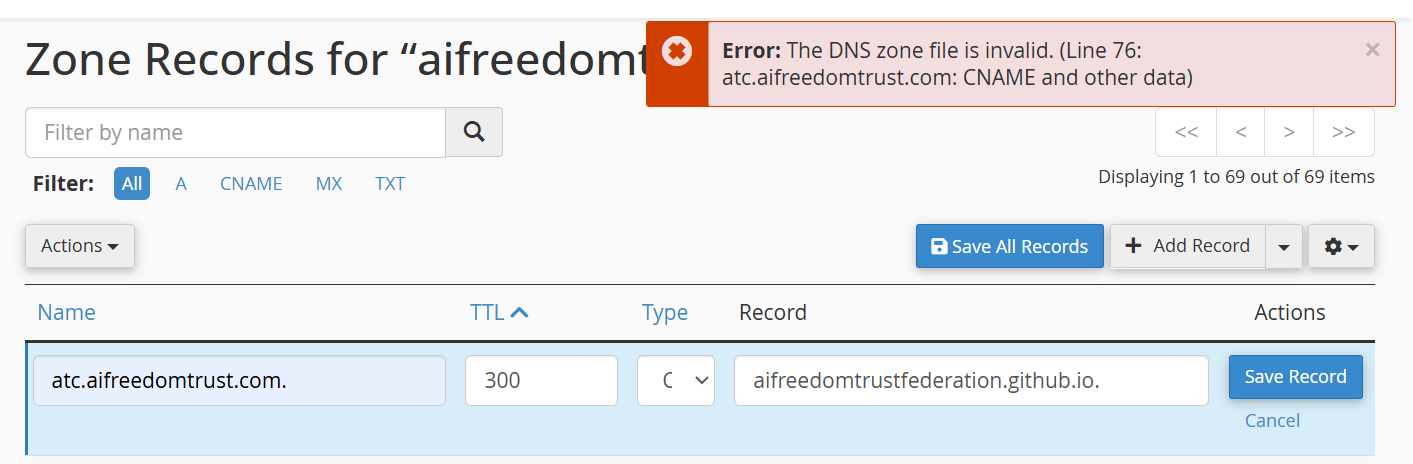 Zone Records for “aifreedomt
Error: The DNS zone file is invalid. (Line 76:
atc.aifreedomtrust.com: CNAME and other data)
×
Filter by name
<< < > >>
Filter: All A CNAME MX TXT
Displaying 1 to 69 out of 69 items
Actions
Save All Records
Add Record
Name TTL Type Record Actions
atc.aifreedomtrust.com. 300 C aifreedomtrustfederation.github.io. Save Record
Cancel